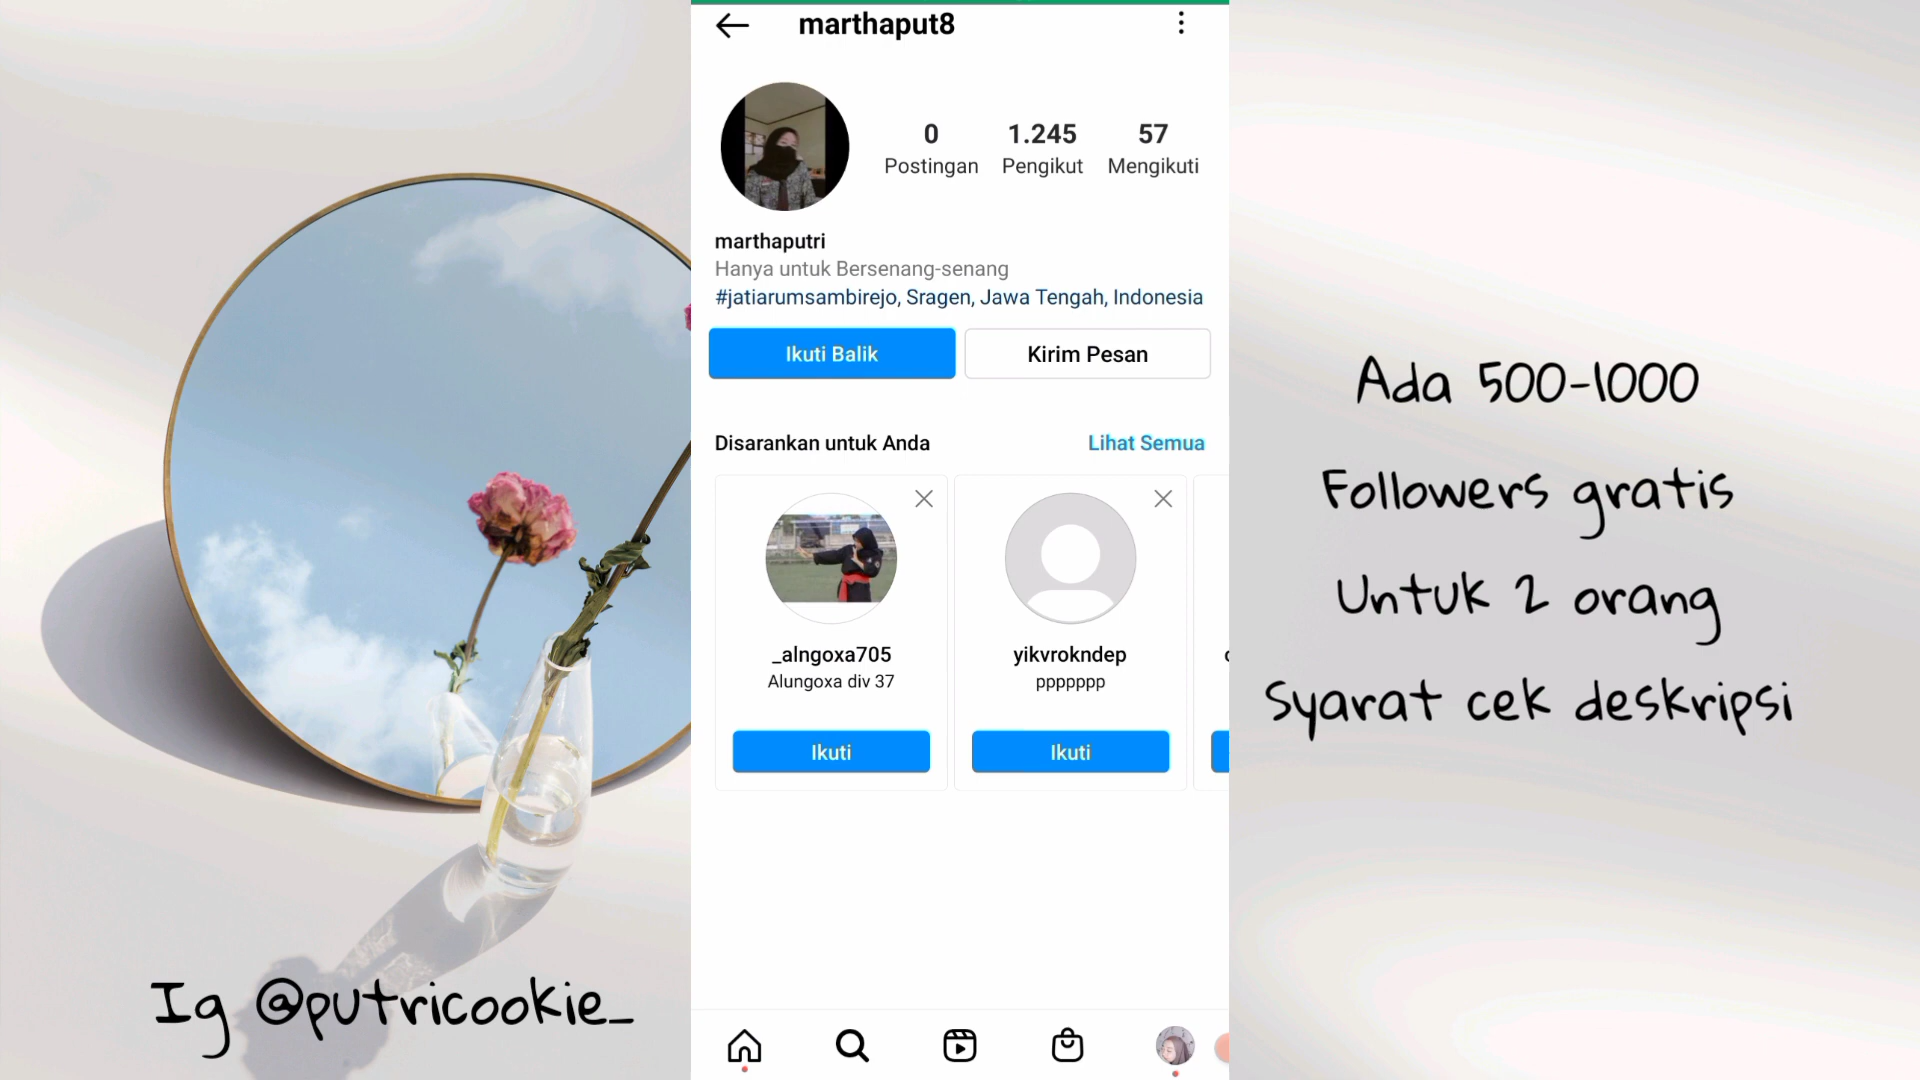 marthaput8
0
1.245
57
Postingan
Pengikut
Mengikuti
marthaputri
Hanya untuk Bersenang-senang
#jatiarumsambirejo, Sragen, Jawa Tengah, Indonesia
Ikuti Balik
Kirim Pesan
Disarankan untuk Anda
Lihat Semua
_alngoxa705
Alungoxa div 37
Ikuti
yikvrokndep
ppppppp
Ikuti
Ada 500-1000
Followers gratis
Untuk 2 orang
Syarat cek deskripsi
Ig @putricookie_